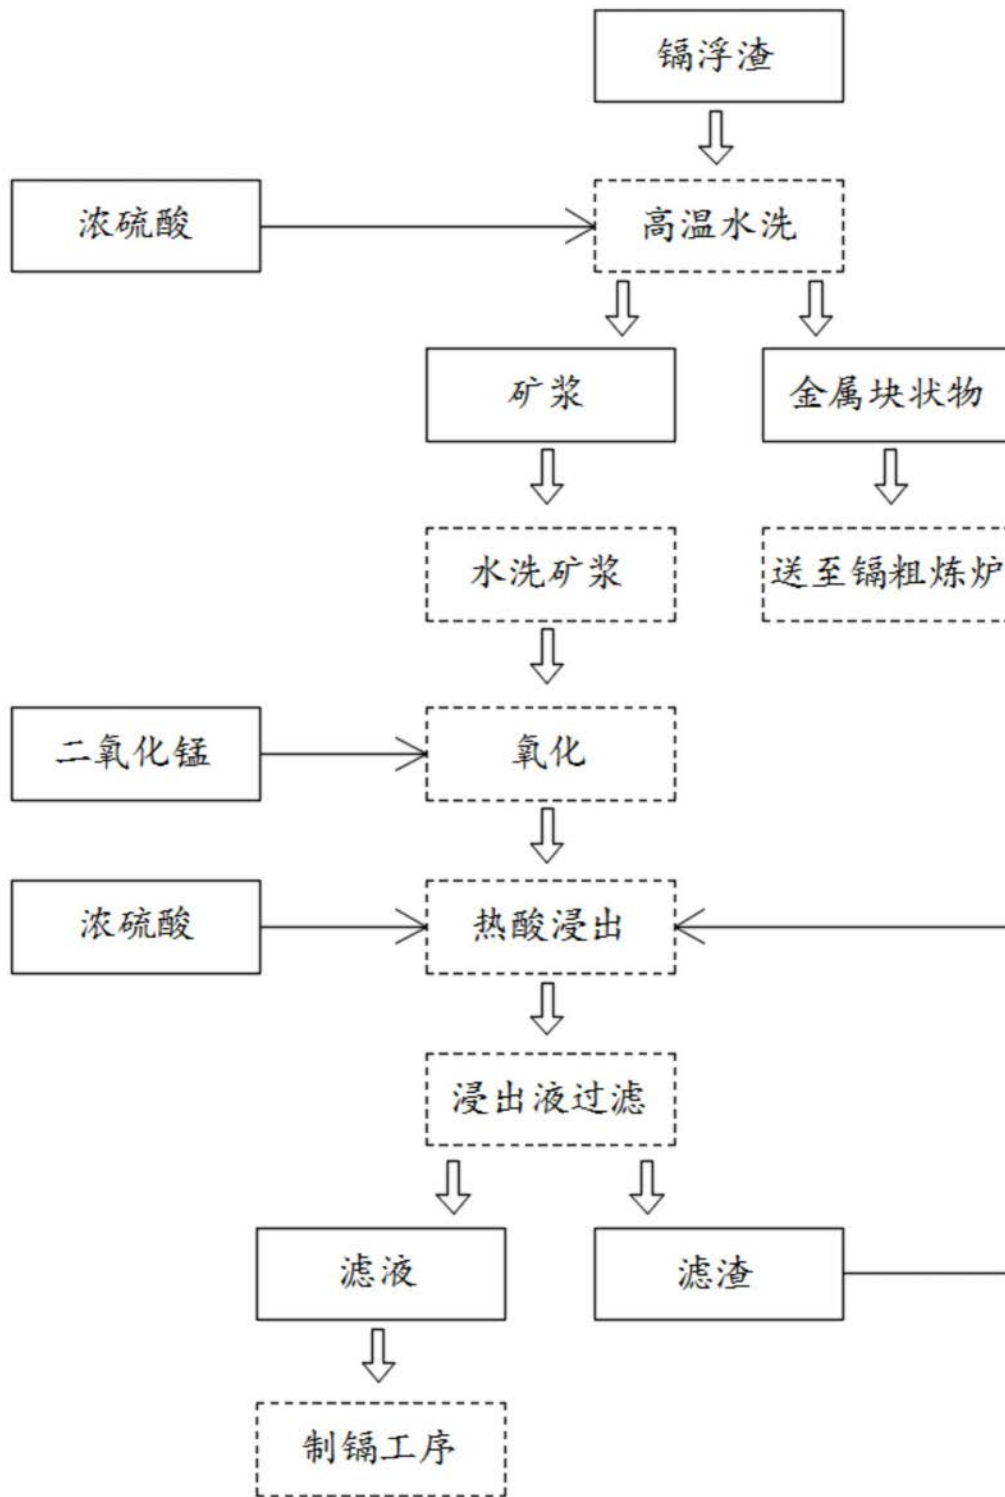 镉浮渣
浓硫酸
高温水洗
矿浆
金属块状物
水洗矿浆
送至镉粗炼炉
二氧化锰
氧化
浓硫酸
热酸浸出
浸出液过滤
滤液
滤渣
制镉工序